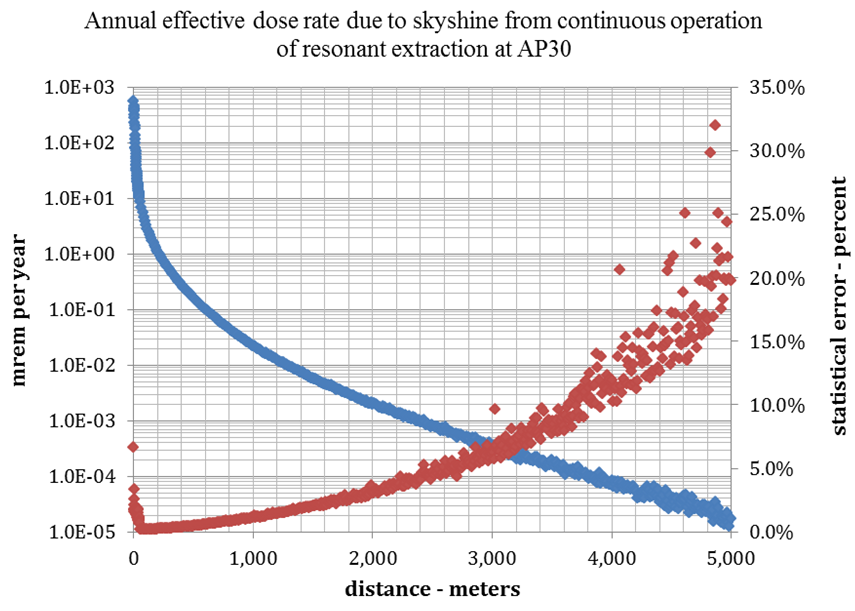 Annual effective dose rate due to skyshine from continuous operation
of resonant extraction at AP30
1.0E+03
1.0E+02
1.0E+01
1.0E+00
1.0E-01
1.0E-02
1.0E-03
1.0E-04
1.0E-05
mrem per year
35.0%
30.0%
25.0%
20.0%
15.0%
10.0%
5.0%
0.0%
statistical error - percent
0
1,000
2,000
3,000
4,000
5,000
distance - meters